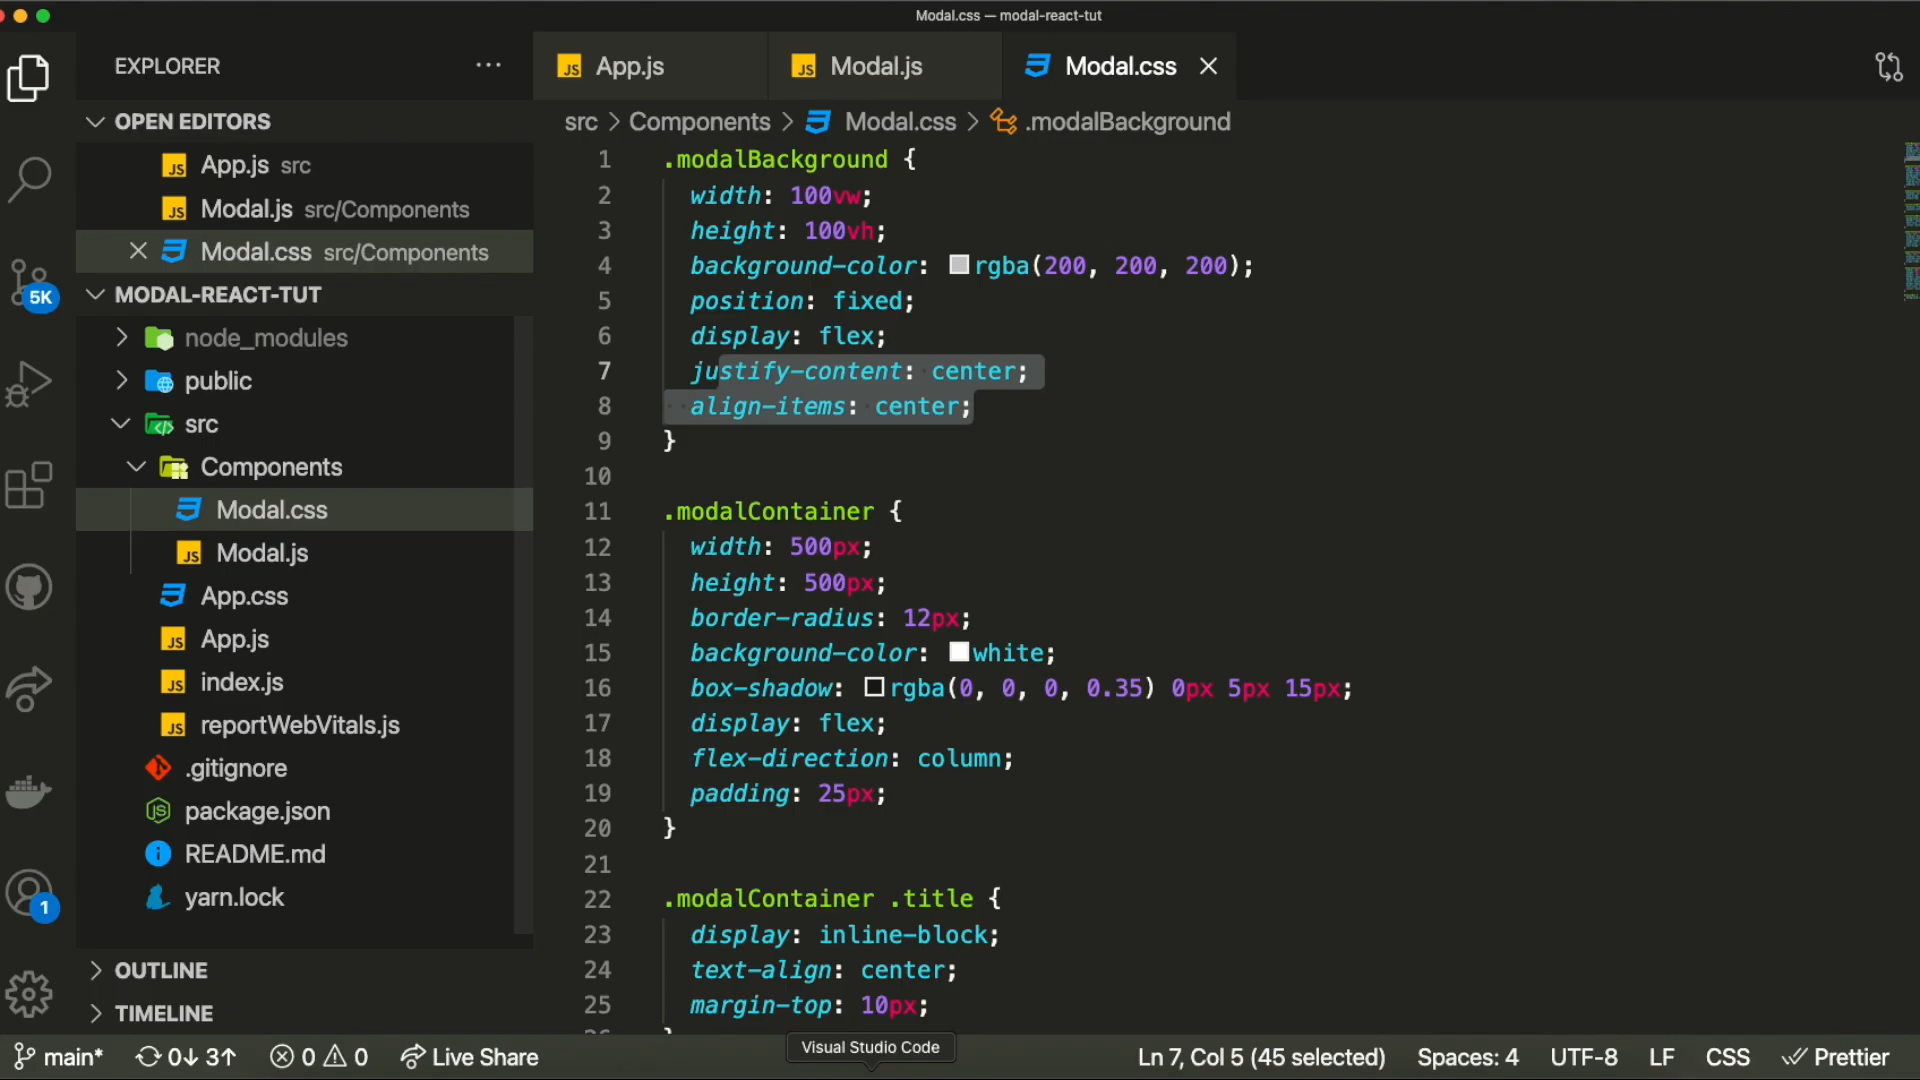 Modal.css — modal-react-tut
EXPLORER
OPEN EDITORS
App.js src
Modal.js src/Components
Modal.css src/Components
MODAL-REACT-TUT
node_modules
public
src
Components
Modal.css
Modal.js
App.css
App.js
index.js
reportWebVitals.js
.gitignore
package.json
README.md
yarn.lock
OUTLINE
TIMELINE
5K
1
App.js Modal.js Modal.css
src > Components > Modal.css > .modalBackground
1 .modalBackground {
2 width: 100vw;
3 height: 100vh;
4 background-color: rgba(200, 200, 200);
5 position: fixed;
6 display: flex;
7 justify-content: center;
8 align-items: center;
9 }
10
11 .modalContainer {
12 width: 500px;
13 height: 500px;
14 border-radius: 12px;
15 background-color: white;
16 box-shadow: rgba(0, 0, 0, 0.35) 0px 5px 15px;
17 display: flex;
18 flex-direction: column;
19 padding: 25px;
20 }
21
22 .modalContainer .title {
23 display: inline-block;
24 text-align: center;
25 margin-top: 10px;
Visual Studio Code
main* 0↓ 3↑ 0 0 Live Share Ln 7, Col 5 (45 selected) Spaces: 4 UTF-8 LF CSS Prettier